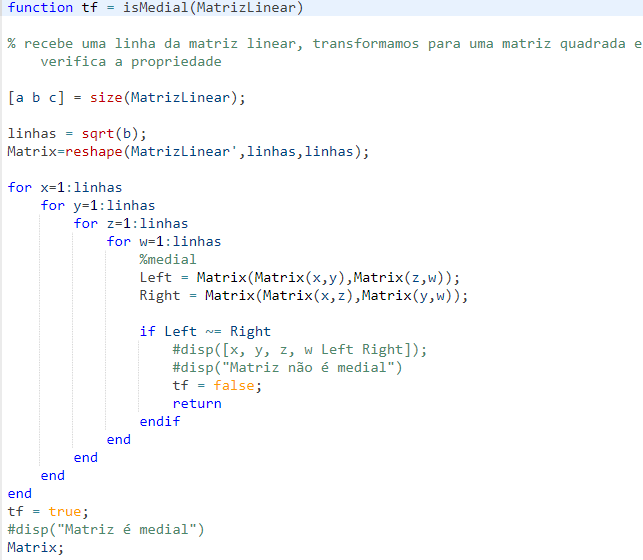 function tf = isMedial(MatrizLinear)
% recebe uma linha da matriz linear, transformamos para uma matriz quadrada e
verifica a propriedade
[a b c] = size(MatrizLinear);
linhas = sqrt(b);
Matrix=reshape(MatrizLinear',linhas,linhas);
for x=1:linhas
for y=1:linhas
for z=1:linhas
for w=1:linhas
%medial
Left = Matrix(Matrix(x,y),Matrix(z,w));
Right = Matrix(Matrix(x,z),Matrix(y,w));
if Left ~= Right
#disp([x, y, z, w Left Right]);
#disp("Matriz não é medial")
tf = false;
return
endif
end
end
end
end
tf = true;
#disp("Matriz é medial")
Matrix;